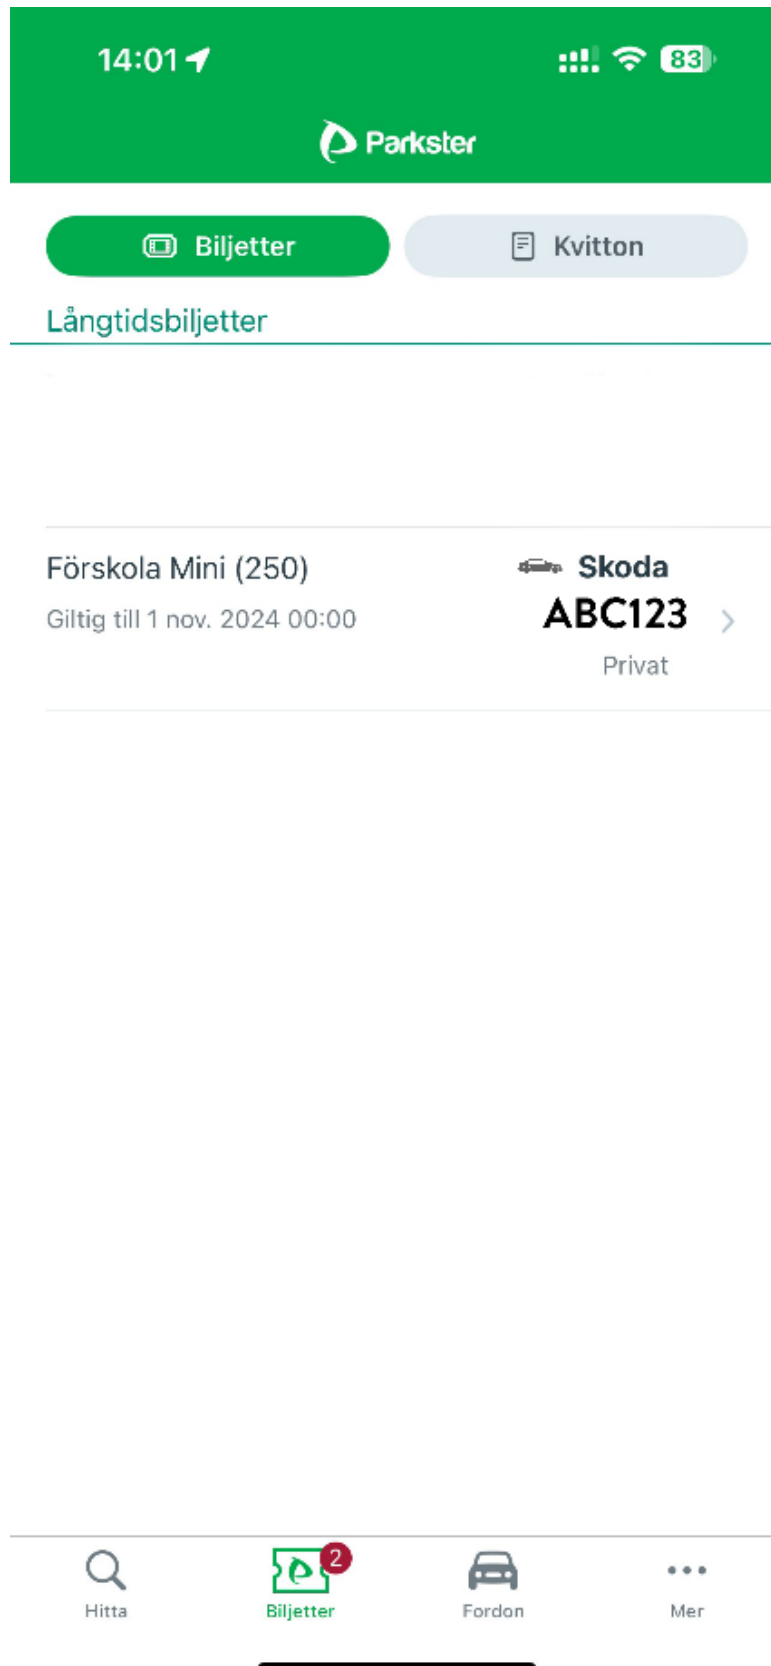 14:01
83
Parkster
Biljetter
Kvitton
Långtidsbiljetter
Förskola Mini (250)
Skoda
Giltig till 1 nov. 2024 00:00
ABC123
Privat
2
Hitta
Biljetter
Fordon
Mer